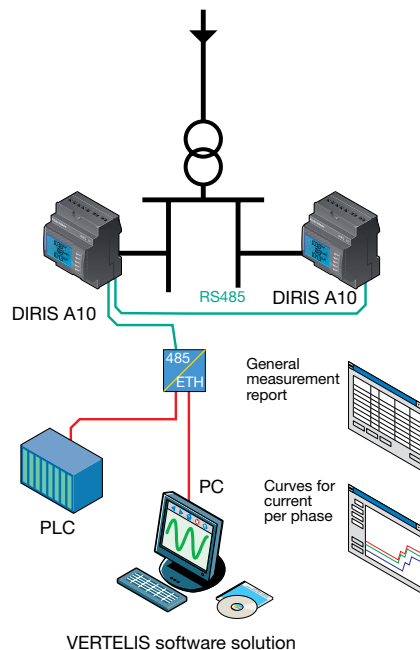 RS485
DIRIS A10
DIRIS A10
485
ETH
General
measurement
report
PLC
PC
Curves for
current
per phase
VERTELIS software solution